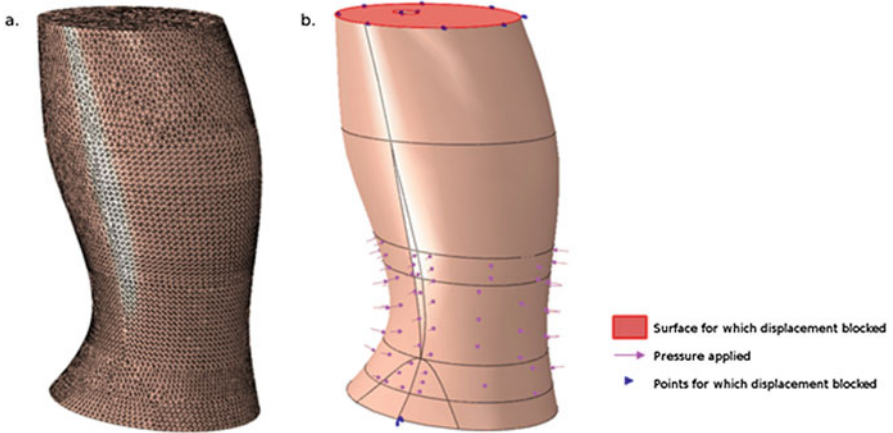 a.
b.
Surface for which displacement blocked
Pressure applied
Points for which displacement blocked